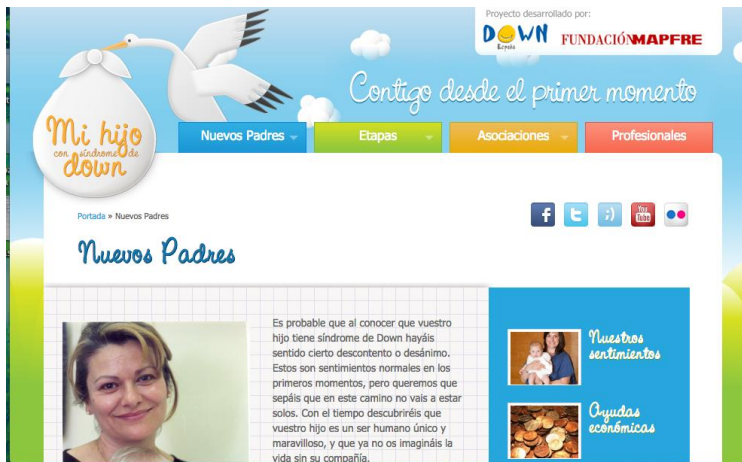 Proyecto desarrollado por:
DOWN
España
FUNDACIÓN MAPFRE
Contigo desde el primer momento
Mi hijo
con síndrome de
down
Nuevos Padres
Etapas
Asociaciones
Profesionales
Portada » Nuevos Padres
f
t
;)
You
Tube
Nuevos Padres
Es probable que al conocer que vuestro
hijo tiene síndrome de Down hayáis
sentido cierto descontento o desánimo.
Estos son sentimientos normales en los
primeros momentos, pero queremos que
sepáis que en este camino no vais a estar
solos. Con el tiempo descubriréis que
vuestro hijo es un ser humano único y
maravilloso, y que ya no os imagináis la
vida sin su compañía.
Nuestros
sentimientos
Ayudas
económicas